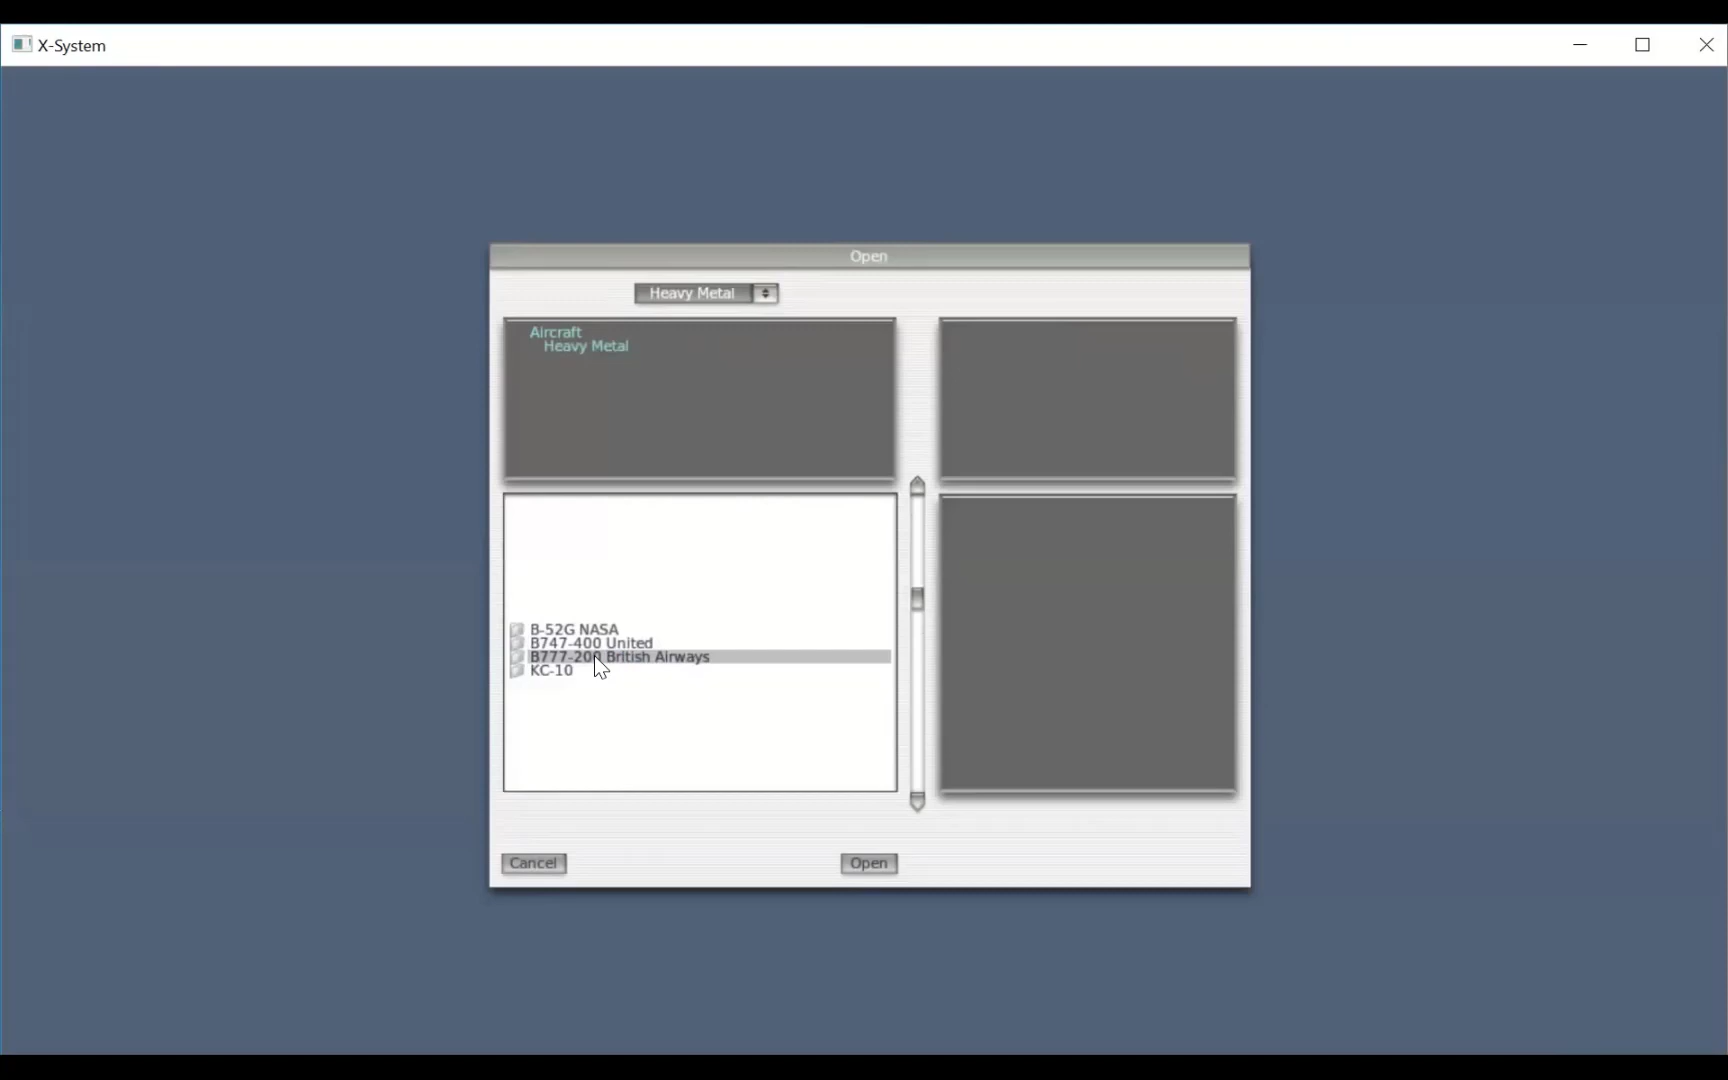 X-System
Open
Heavy Metal
Aircraft
Heavy Metal
B-52G NASA
B747-400 United
B777-200 British Airways
KC-10
Cancel
Open